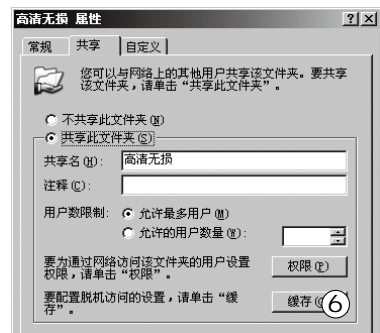 高清无损 属性
常规 共享 自定义
您可以与网络上的其他用户共享该文件夹。要共享
该文件夹，请单击“共享此文件夹”。
不共享此文件夹(N)
共享此文件夹(S)
共享名(H): 高清无损
注释(C):
用户数限制: 允许最多用户(M)
允许的用户数量(W):
要为通过网络访问该文件夹的用户设置
权限，请单击“权限”。
权限(P)
要配置脱机访问的设置，请单击“缓
存”。
缓存 ⑥